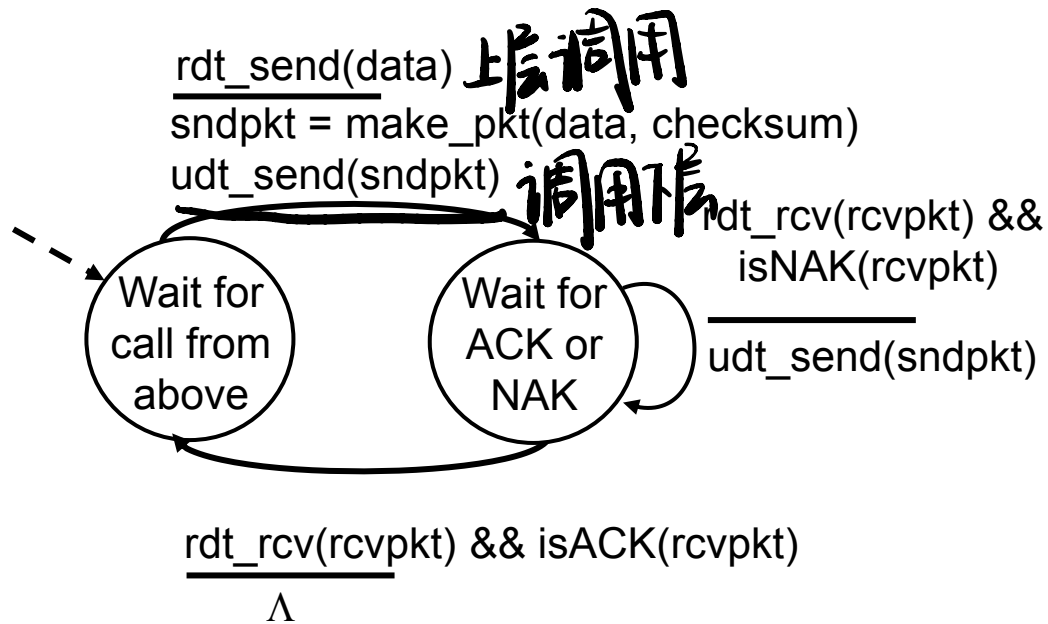 rdt_send(data) 上层调用
sndpkt = make_pkt(data, checksum)
udt_send(sndpkt) 调用下层
rdt_rcv(rcvpkt) &&
isNAK(rcvpkt)
udt_send(sndpkt)
Wait for
call from
above
Wait for
ACK or
NAK
rdt_rcv(rcvpkt) && isACK(rcvpkt)
Λ